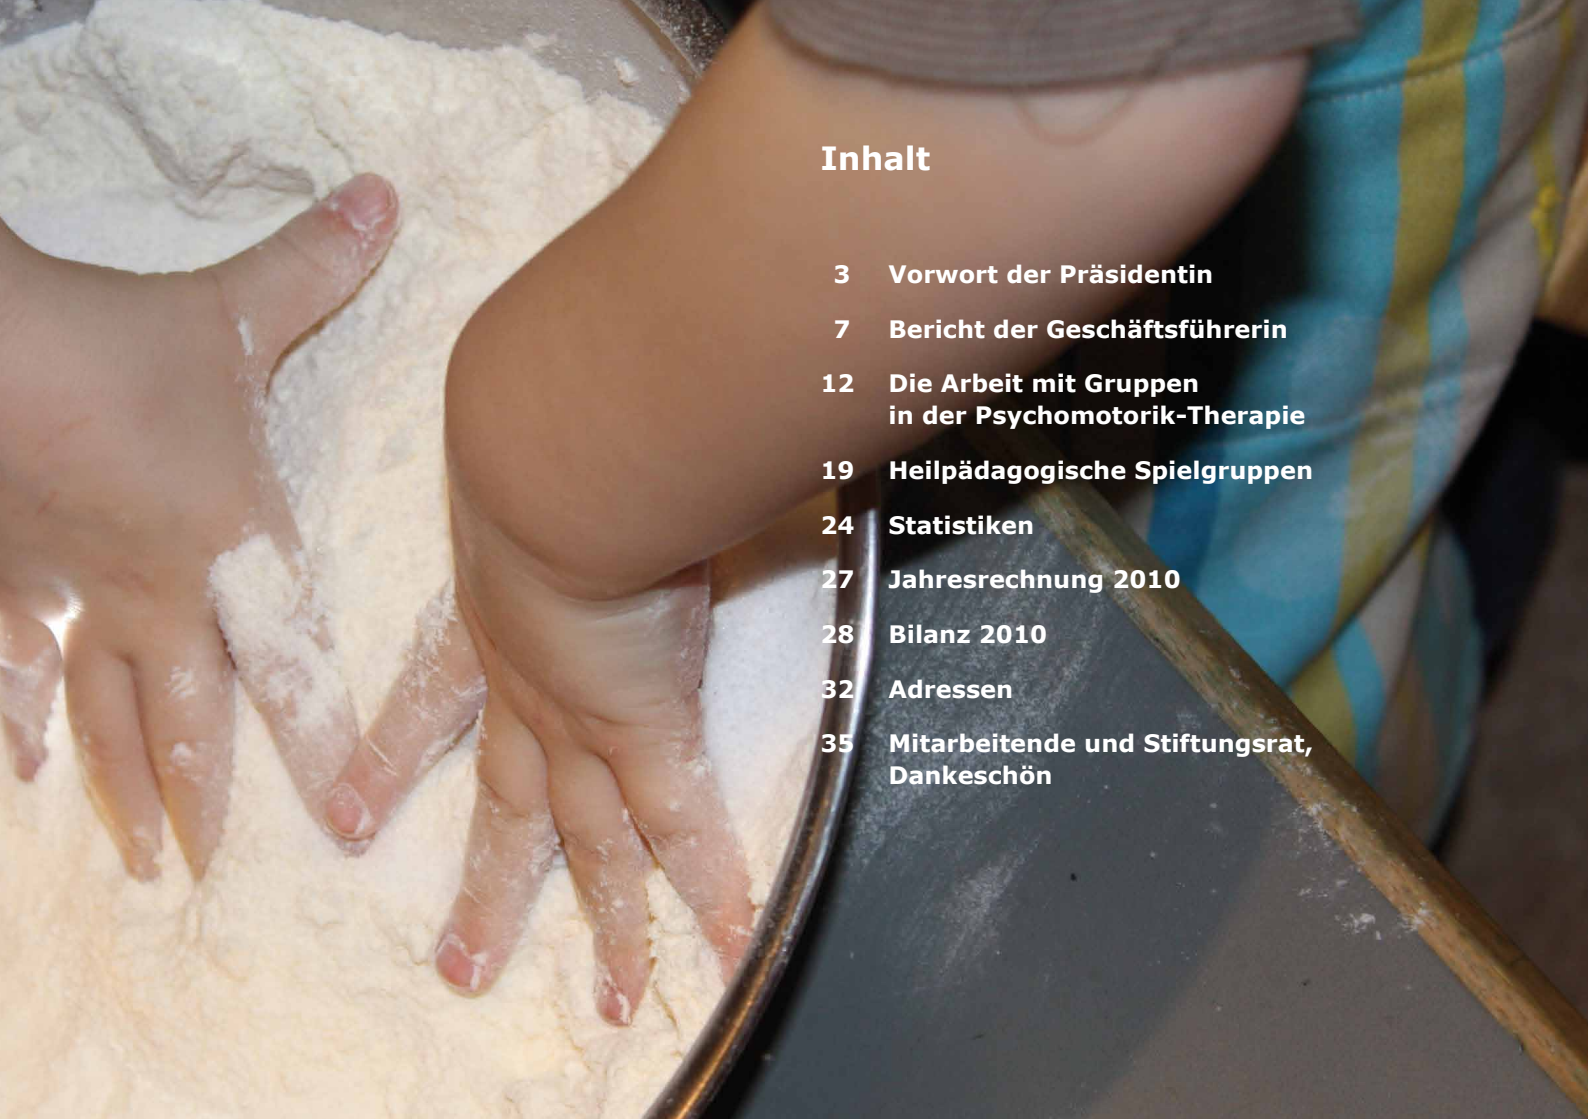 Inhalt
3 Vorwort der Präsidentin
7 Bericht der Geschäftsführerin
12 Die Arbeit mit Gruppen
in der Psychomotorik-Therapie
19 Heilpädagogische Spielgruppen
24 Statistiken
27 Jahresrechnung 2010
28 Bilanz 2010
32 Adressen
35 Mitarbeitende und Stiftungsrat,
Dankeschön